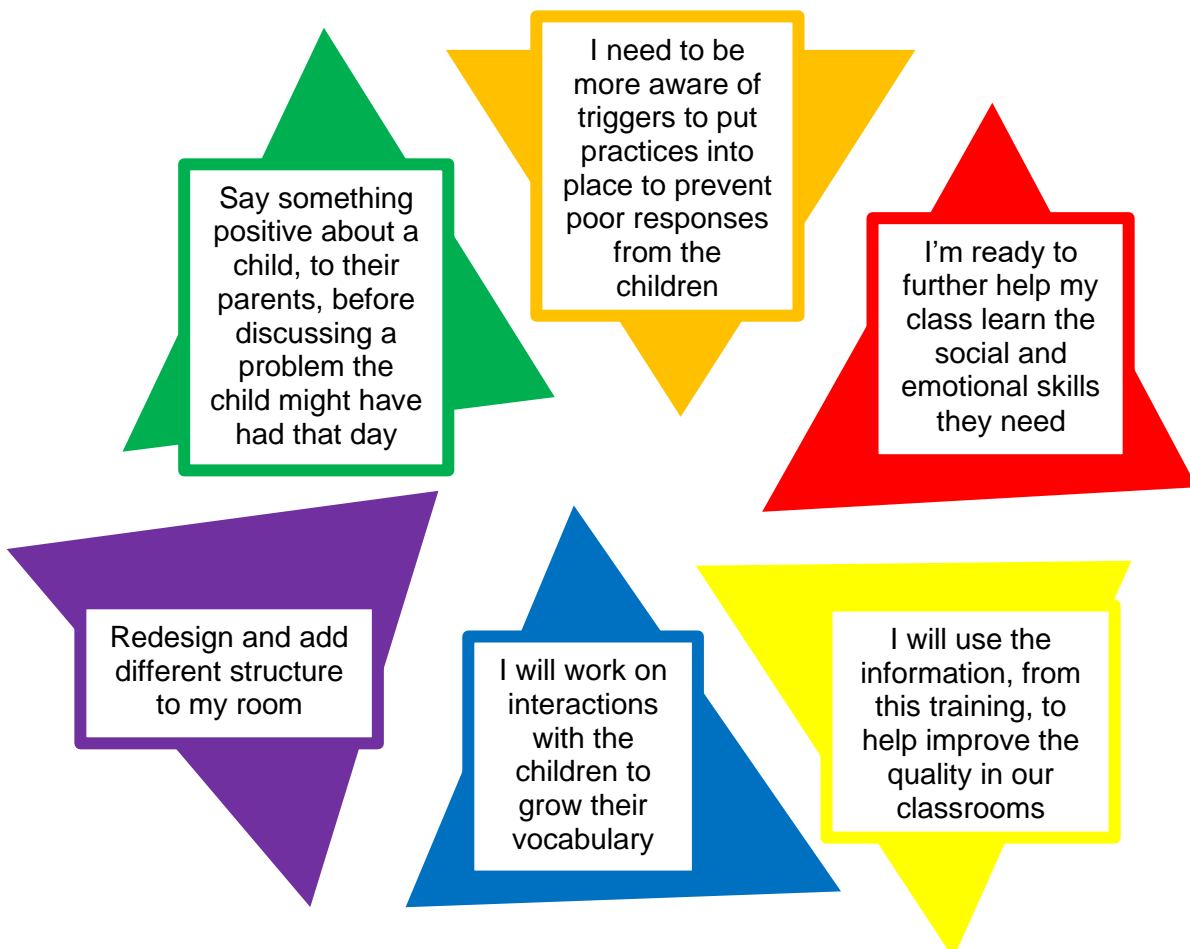 Say something
positive about a
child, to their
parents, before
discussing a
problem the
child might have
had that day
I need to be
more aware of
triggers to put
practices into
place to prevent
poor responses
from the
children
I’m ready to
further help my
class learn the
social and
emotional skills
they need
Redesign and add
different structure
to my room
I will work on
interactions
with the
children to
grow their
vocabulary
I will use the
information, from
this training, to
help improve the
quality in our
classrooms